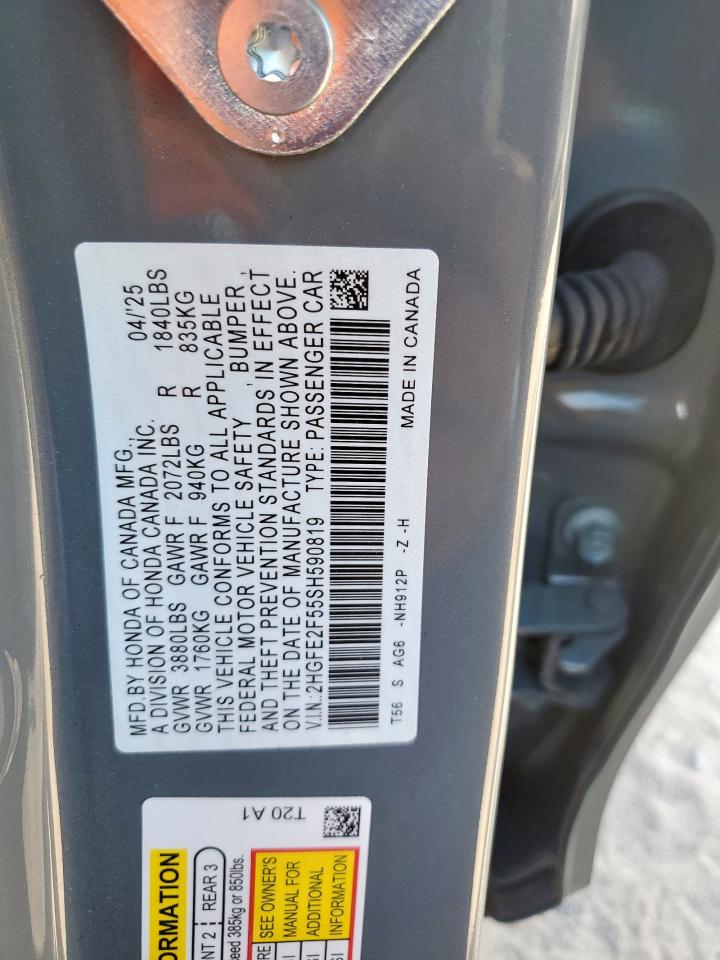 MFD.BY HONDA OF CANADA MFG., 04/'25
A DIVISION OF HONDA CANADA INC.
GVWR 3880LBS GAWR F 2072LBS R 1840LBS
GVWR 1760KG GAWR F 940KG R 835KG
THIS VEHICLE CONFORMS TO ALL APPLICABLE
FEDERAL MOTOR VEHICLE SAFETY , BUMPER ,
AND THEFT PREVENTION STANDARDS IN EFFECT
ON THE DATE OF MANUFACTURE SHOWN ABOVE.
V.I.N.:2HGFE2F55SH590819 TYPE: PASSENGER CAR
T56 S AG6 -NH912P -Z -H MADE IN CANADA
T20 A1
ORMATION
NT 2 REAR 3
eed 385kg or 850lbs.
RE SEE OWNER'S
MANUAL FOR
ADDITIONAL
SI INFORMATION